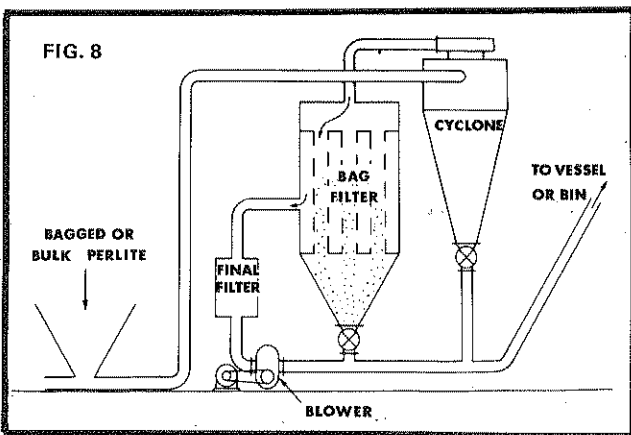 FIG. 8
CYCLONE
BAG
FILTER
TO VESSEL
OR BIN
BAGGED OR
BULK PERLITE
FINAL
FILTER
BLOWER